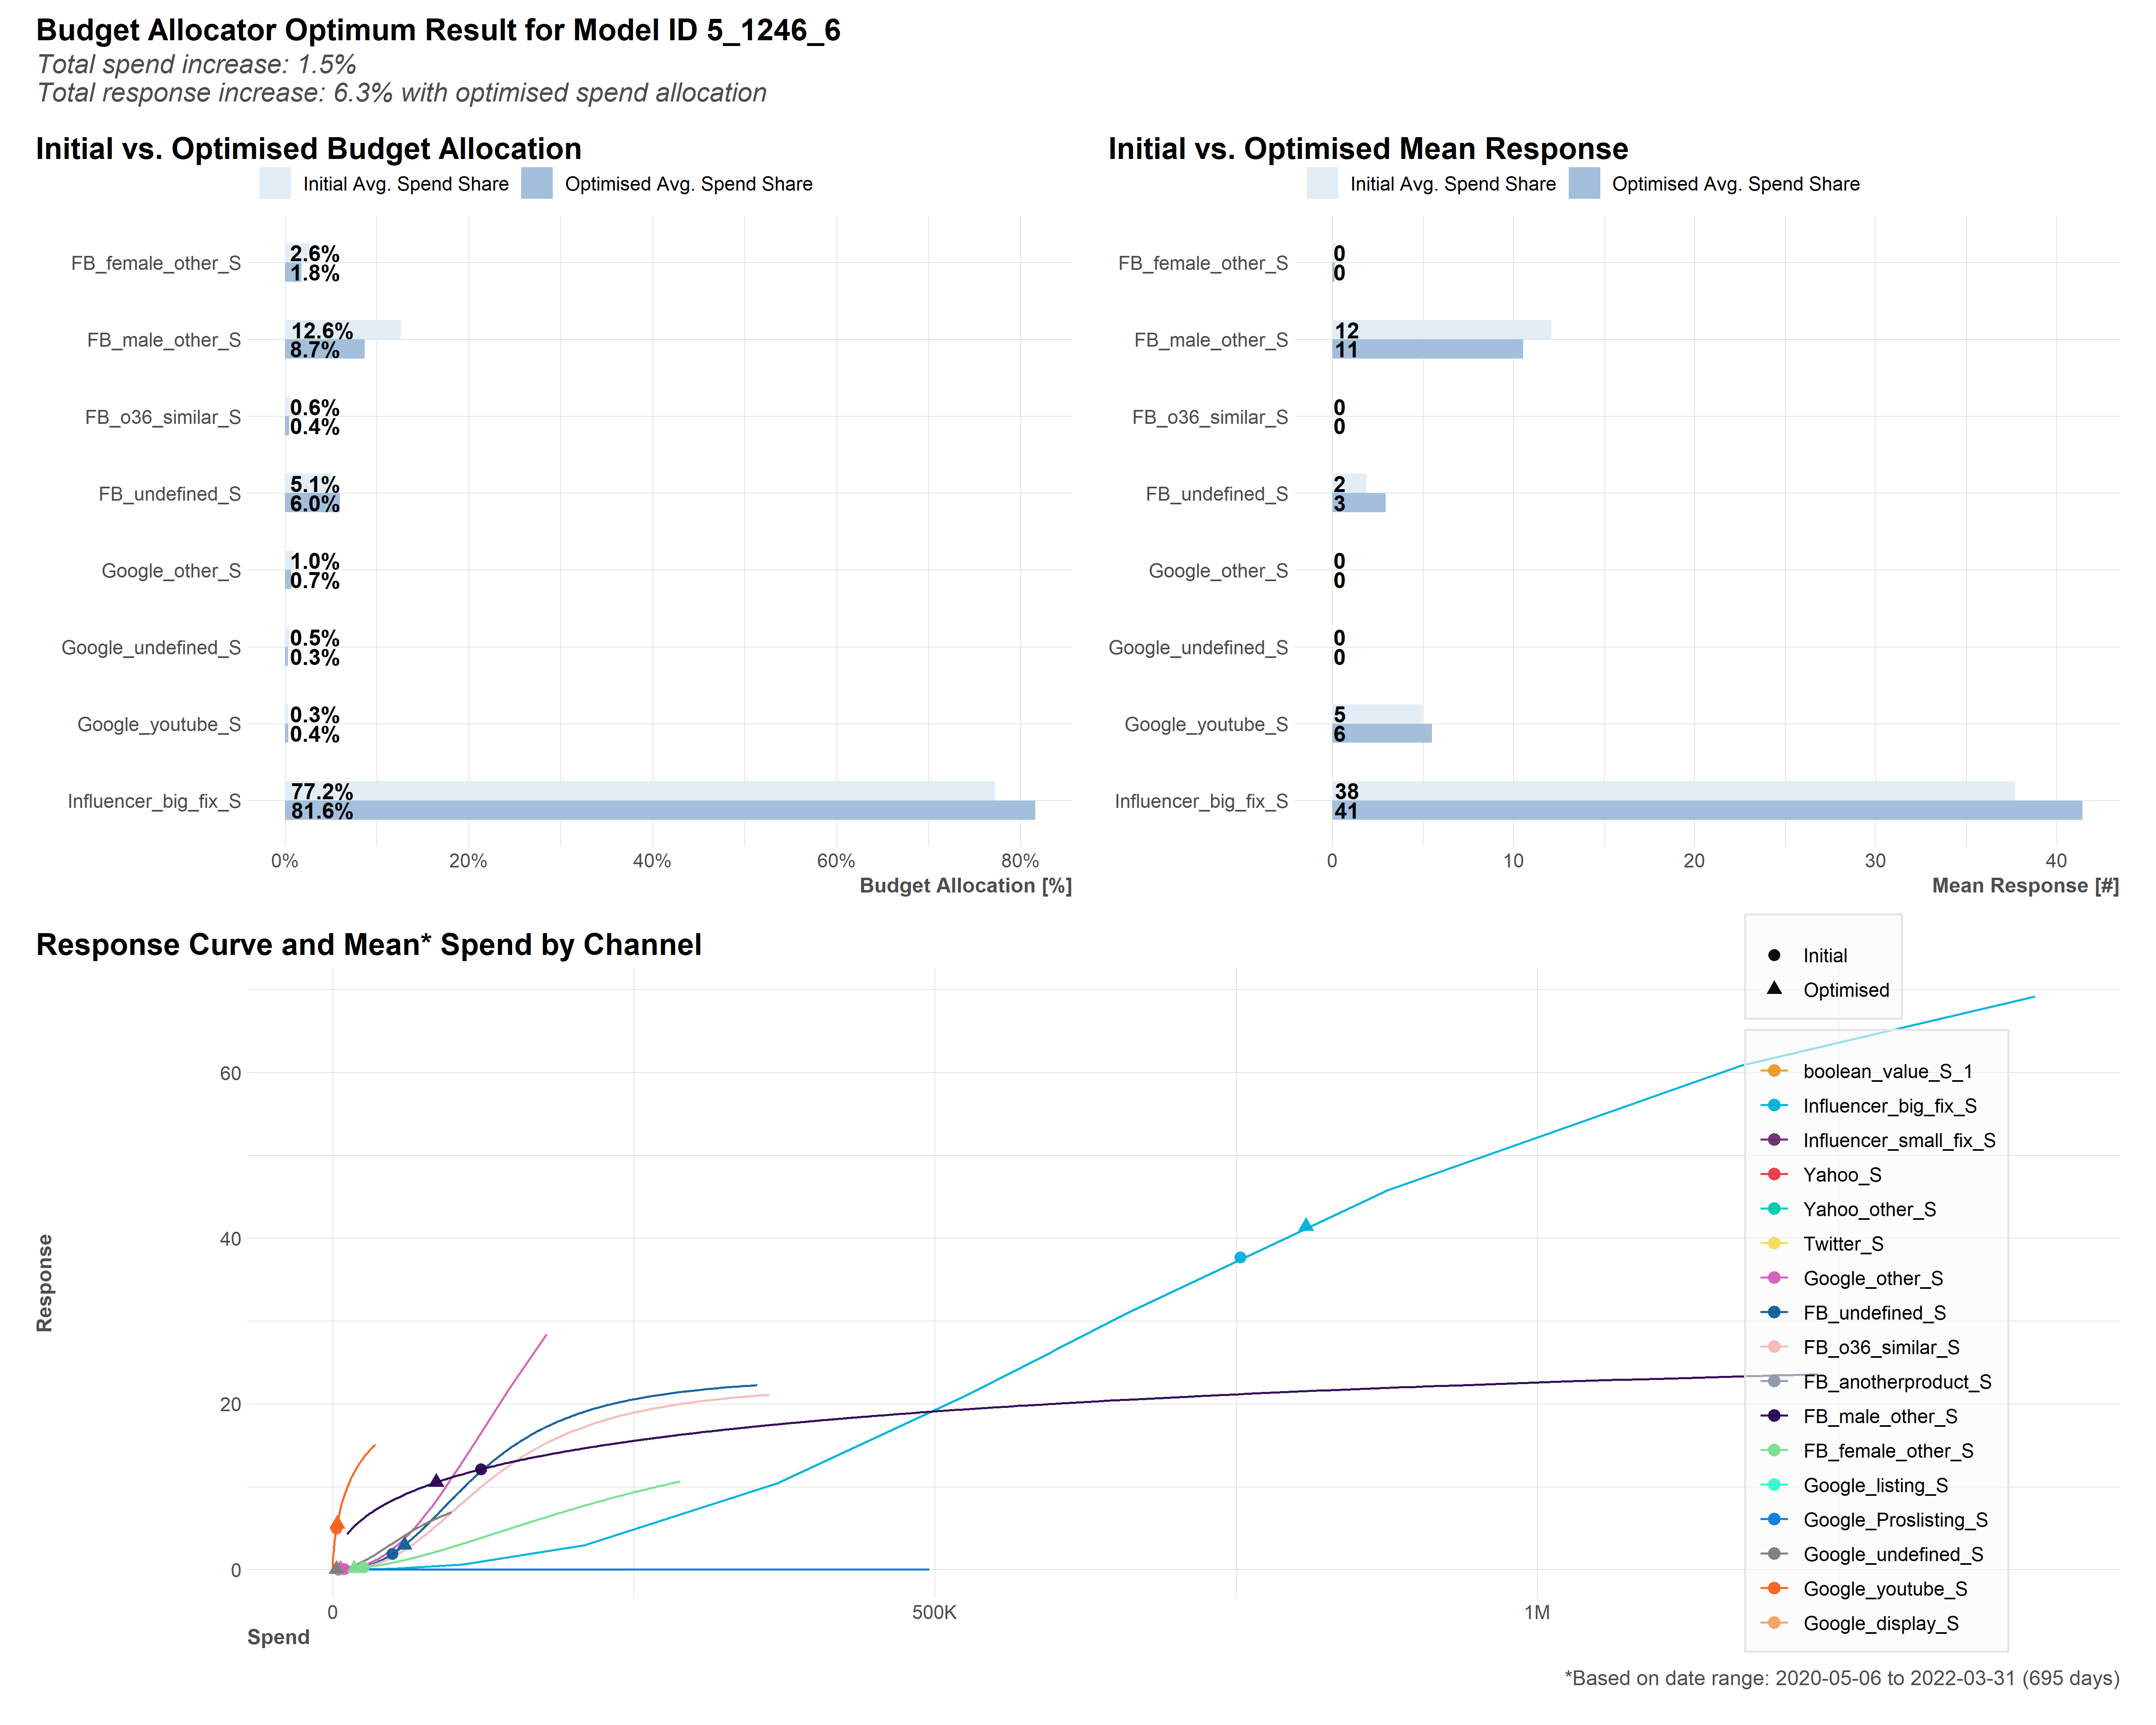 Budget Allocator Optimum Result for Model ID 5_1246_6
Total spend increase: 1.5%
Total response increase: 6.3% with optimised spend allocation
Initial vs. Optimised Budget Allocation
Initial Avg. Spend Share
Optimised Avg. Spend Share
FB_female_other_S
2.6%
1.8%
FB_male_other_S
12.6%
8.7%
FB_o36_similar_S
0.6%
0.4%
FB_undefined_S
5.1%
6.0%
Google_other_S
1.0%
0.7%
Google_undefined_S
0.5%
0.3%
Google_youtube_S
0.3%
0.4%
Influencer_big_fix_S
77.2%
81.6%
0% 20% 40% 60% 80%
Budget Allocation [%]
Initial vs. Optimised Mean Response
Initial Avg. Spend Share
Optimised Avg. Spend Share
FB_female_other_S
0
0
FB_male_other_S
12
11
FB_o36_similar_S
0
0
FB_undefined_S
2
3
Google_other_S
0
0
Google_undefined_S
0
0
Google_youtube_S
5
6
Influencer_big_fix_S
38
41
0 10 20 30 40
Mean Response [#]
Response Curve and Mean* Spend by Channel
Response
60
40
20
0
0 500K 1M
Spend
Initial
Optimised
boolean_value_S_1
Influencer_big_fix_S
Influencer_small_fix_S
Yahoo_S
Yahoo_other_S
Twitter_S
Google_other_S
FB_undefined_S
FB_o36_similar_S
FB_anotherproduct_S
FB_male_other_S
FB_female_other_S
Google_listing_S
Google_Proslisting_S
Google_undefined_S
Google_youtube_S
Google_display_S
*Based on date range: 2020-05-06 to 2022-03-31 (695 days)